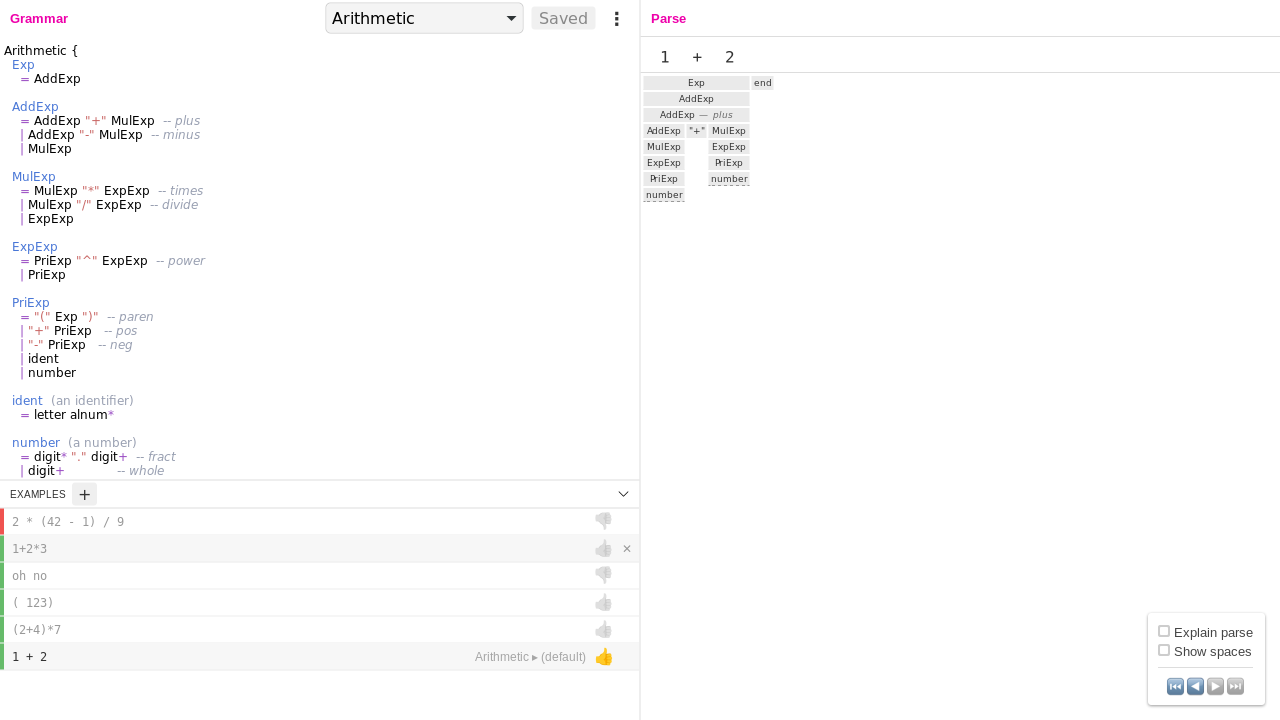 Grammar
Arithmetic
Saved
Arithmetic {
Exp
= AddExp
AddExp
= AddExp "+" MulExp -- plus
| AddExp "-" MulExp -- minus
| MulExp
MulExp
= MulExp "*" ExpExp -- times
| MulExp "/" ExpExp -- divide
| ExpExp
ExpExp
= PriExp "^" ExpExp -- power
| PriExp
PriExp
= "(" Exp ")" -- paren
| "+" PriExp -- pos
| "-" PriExp -- neg
| ident
| number
ident (an identifier)
= letter alnum*
number (a number)
= digit* "." digit+ -- fract
| digit+ -- whole
EXAMPLES +
2 * (42 - 1) / 9
1+2*3 ×
oh no
( 123)
(2+4)*7
1 + 2 Arithmetic ▸ (default)
Parse
1 + 2
Exp end
AddExp
AddExp — plus
AddExp "+" MulExp
MulExp ExpExp
ExpExp PriExp
PriExp number
number
Explain parse
Show spaces